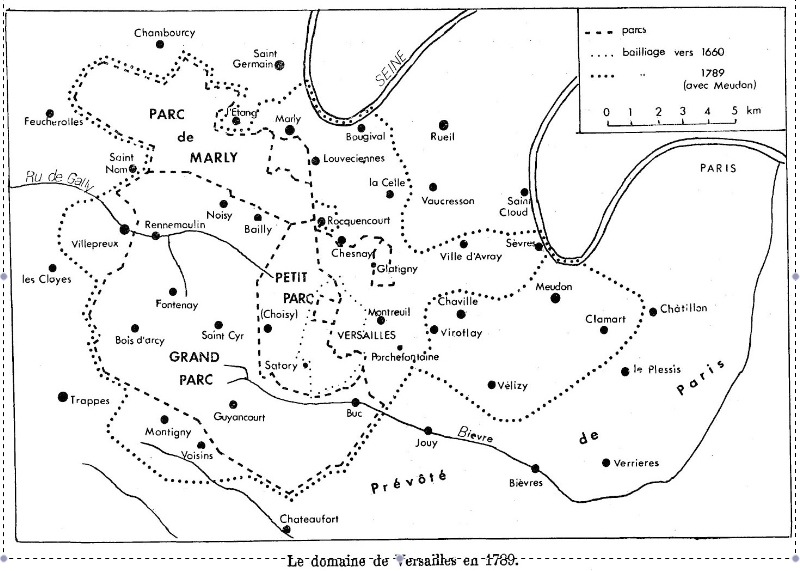 Chambourcy
Saint
Germain
SEINE
parcs
bailliage vers 1660
" 1789
(avec Meudon)
0 1 2 3 4 5 km
Feucherolles
PARC
de
MARLY
l'Etang
Marly
Bougival
Rueil
Louveciennes
PARIS
Saint
Nom
Ru de Gally
la Celle
Vaucresson
Saint
Cloud
Noisy
Bailly
Rocquencourt
Villepreux
Rennemoulin
Chesnay
Glatigny
Ville d'Avray
Sèvres
les Clayes
PETIT
PARC
(Choisy)
Fontenay
Montreuil
Chaville
Meudon
Châtillon
Bois d'arcy
Saint Cyr
VERSAILLES
Viroflay
Clamart
GRAND
PARC
Satory
Porchefontaine
le Plessis
Vélizy
Trappes
Guyancourt
Buc
Montigny
Voisins
Jouy
Bievre
Bièvres
Verrieres
Prévôté de Paris
Chateaufort
Le domaine de Versailles en 1789.